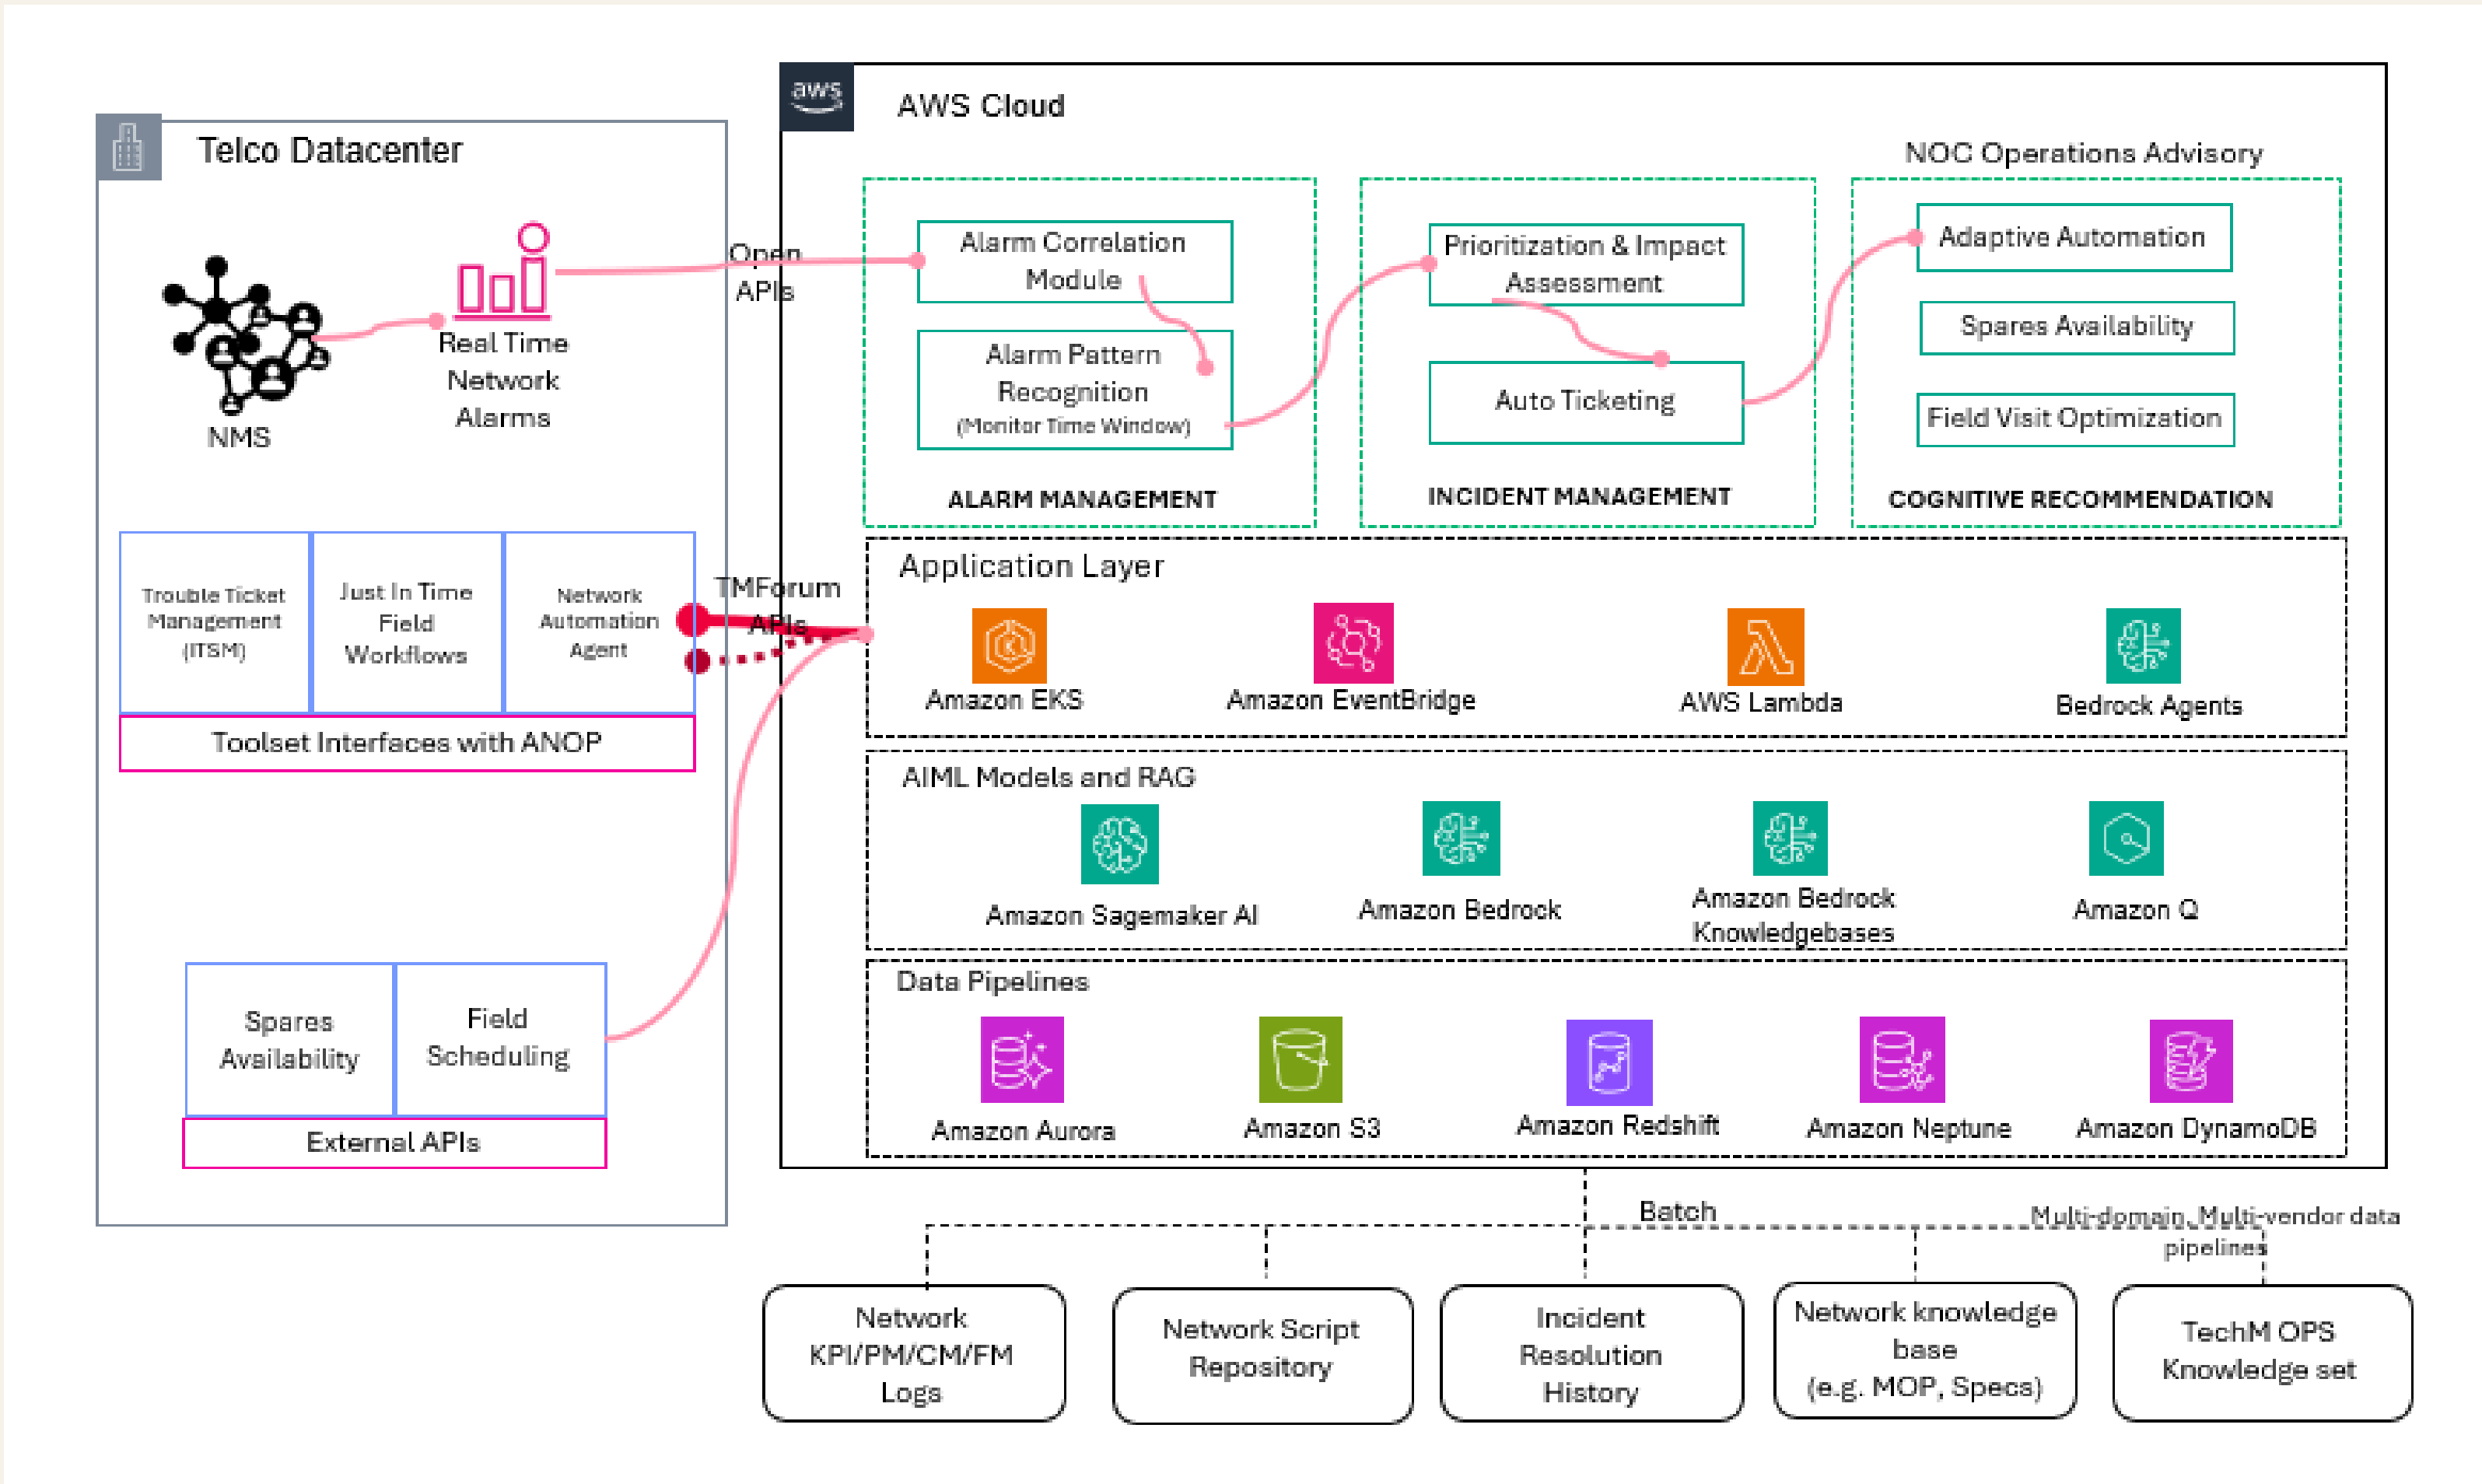 aws
AWS Cloud
Telco Datacenter
NOC Operations Advisory
Open
APIs
Real Time
Network
Alarms
NMS
Alarm Correlation
Module
Alarm Pattern
Recognition
(Monitor Time Window)
ALARM MANAGEMENT
Prioritization & Impact
Assessment
Auto Ticketing
INCIDENT MANAGEMENT
Adaptive Automation
Spares Availability
Field Visit Optimization
COGNITIVE RECOMMENDATION
Trouble Ticket
Management
(ITSM)
Just In Time
Field
Workflows
Network
Automation
Agent
Toolset Interfaces with ANOP
TMForum
APIs
Application Layer
Amazon EKS
Amazon EventBridge
AWS Lambda
Bedrock Agents
AIML Models and RAG
Amazon Sagemaker AI
Amazon Bedrock
Amazon Bedrock
Knowledgebases
Amazon Q
Spares
Availability
Field
Scheduling
External APIs
Data Pipelines
Amazon Aurora
Amazon S3
Amazon Redshift
Amazon Neptune
Amazon DynamoDB
Batch
Multi-domain, Multi-vendor data
pipelines
Network
KPI/PM/CM/FM
Logs
Network Script
Repository
Incident
Resolution
History
Network knowledge
base
(e.g. MOP, Specs)
TechM OPS
Knowledge set